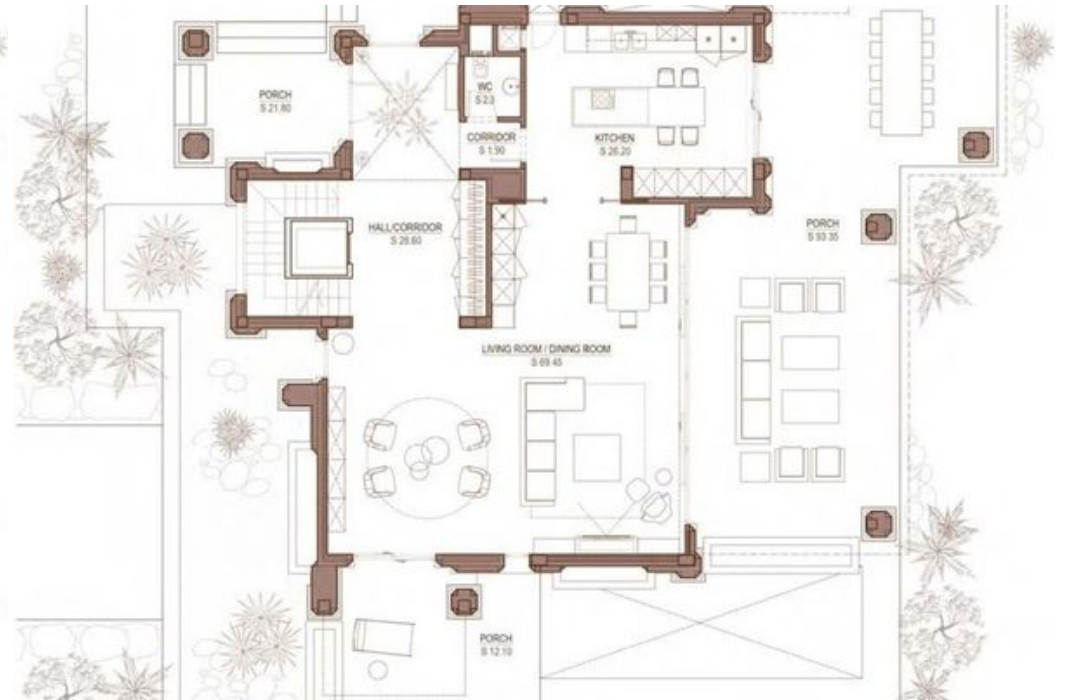 PORCH
S 21.80
WC
S 2.3
CORRIDOR
S 1.90
KITCHEN
S 26.20
HALL/CORRIDOR
S 28.60
PORCH
S 93.35
LIVING ROOM / DINING ROOM
S 69.45
PORCH
S 12.10